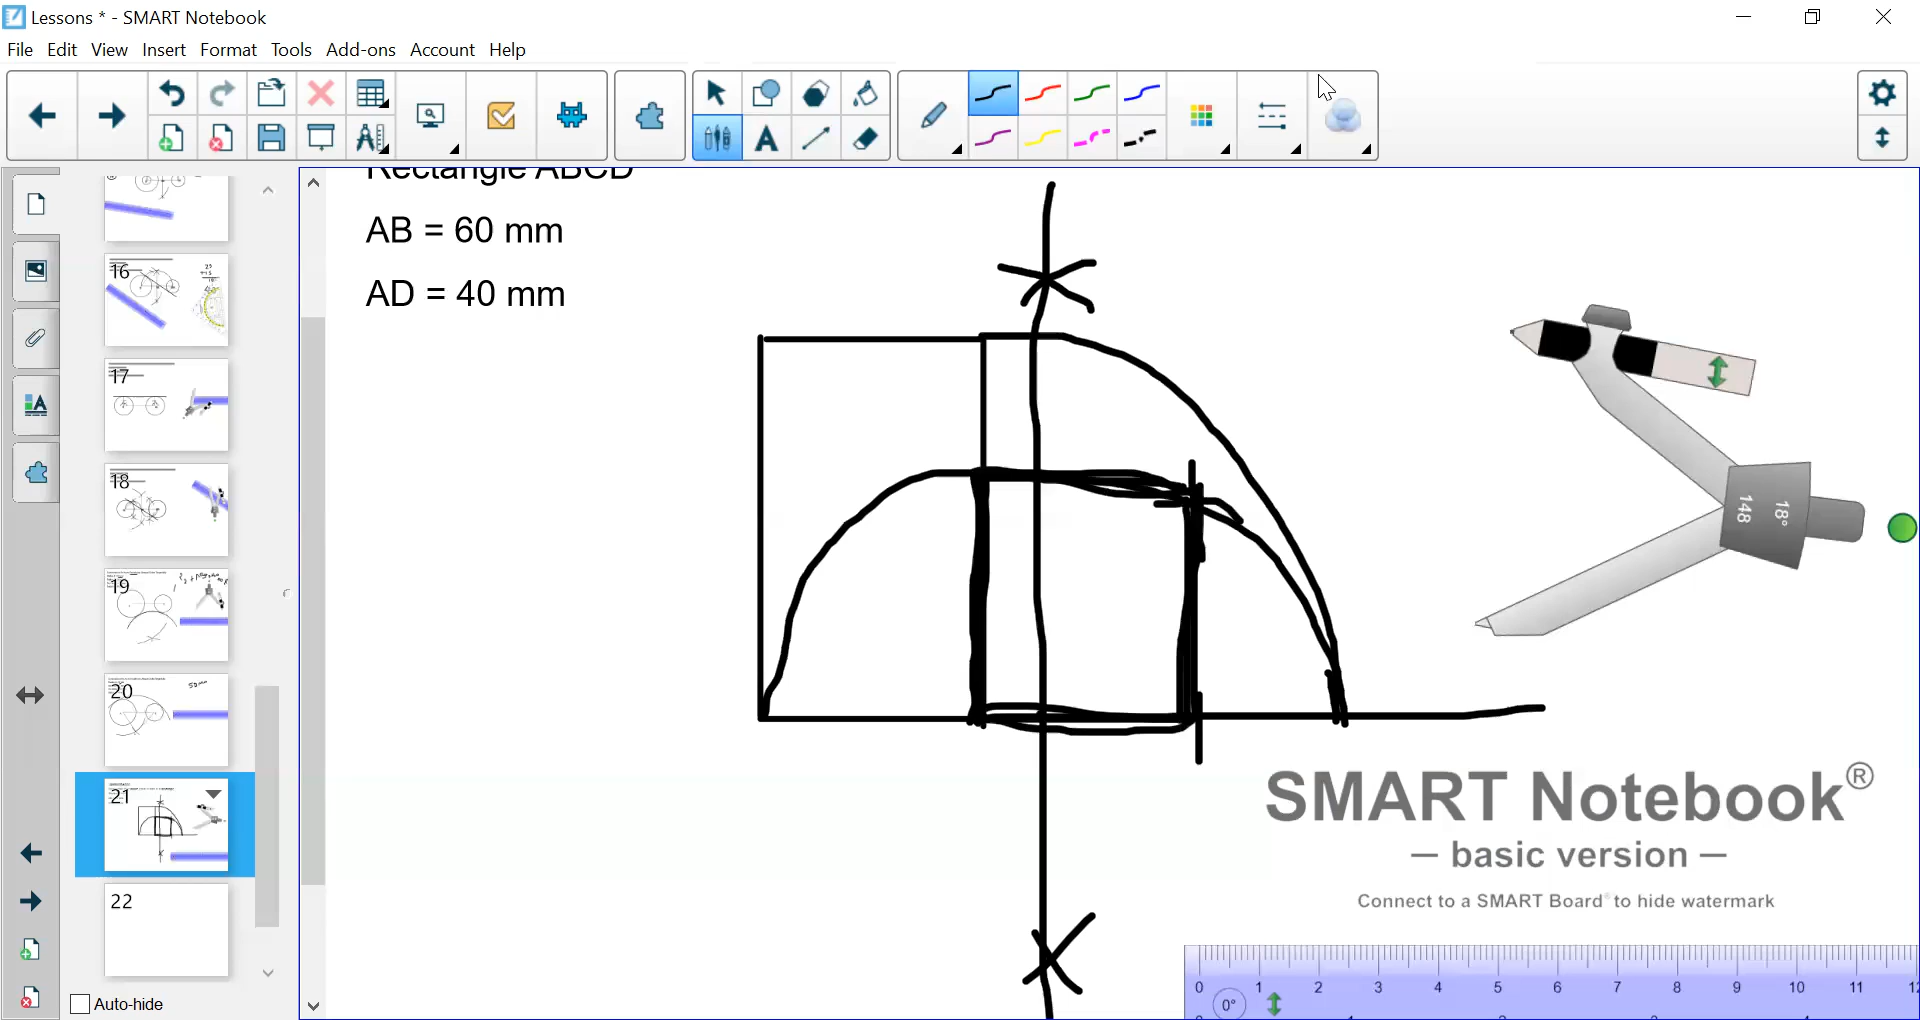 Lessons * - SMART Notebook
File Edit View Insert Format Tools Add-ons Account Help
Rectangle ABCD
AB = 60 mm
AD = 40 mm
16
17
18
19
20
21
22
Auto-hide
148
18°
SMART Notebook®
— basic version —
Connect to a SMART Board® to hide watermark
0 1 2 3 4 5 6 7 8 9 10 11
0°